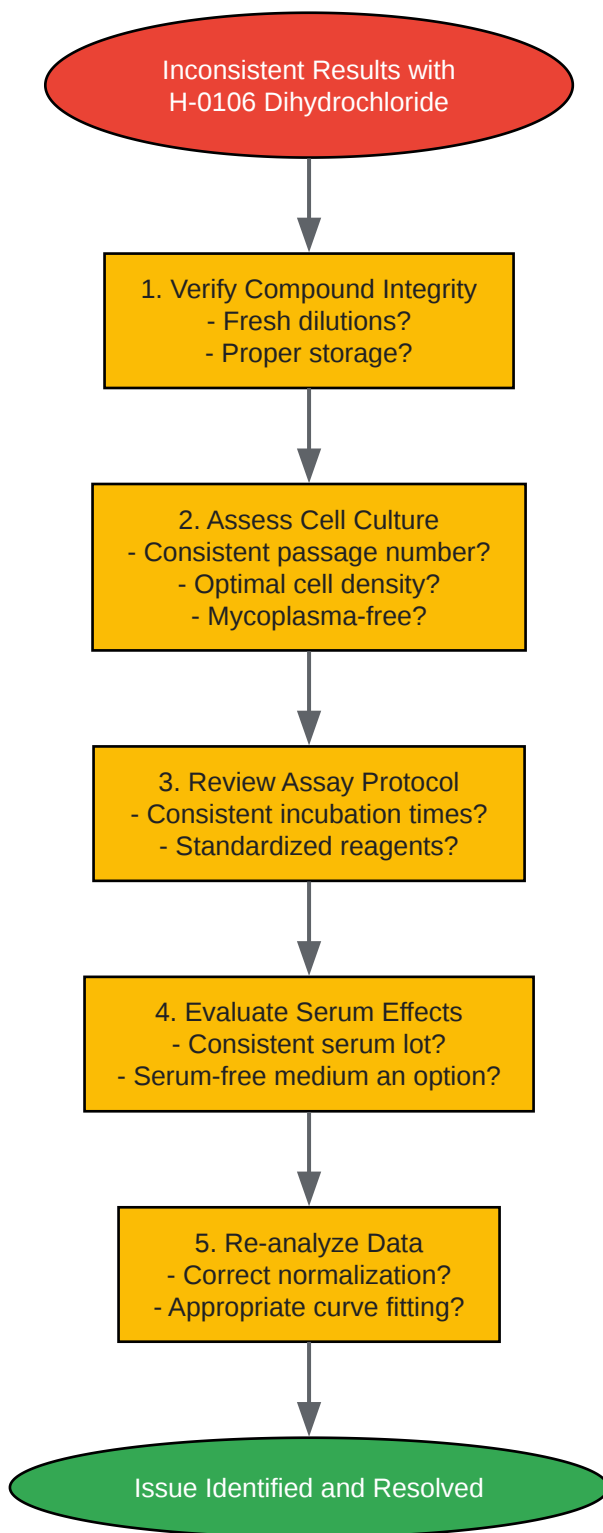 Inconsistent Results with
H-0106 Dihydrochloride
1. Verify Compound Integrity
- Fresh dilutions?
- Proper storage?
2. Assess Cell Culture
- Consistent passage number?
- Optimal cell density?
- Mycoplasma-free?
3. Review Assay Protocol
- Consistent incubation times?
- Standardized reagents?
4. Evaluate Serum Effects
- Consistent serum lot?
- Serum-free medium an option?
5. Re-analyze Data
- Correct normalization?
- Appropriate curve fitting?
Issue Identified and Resolved